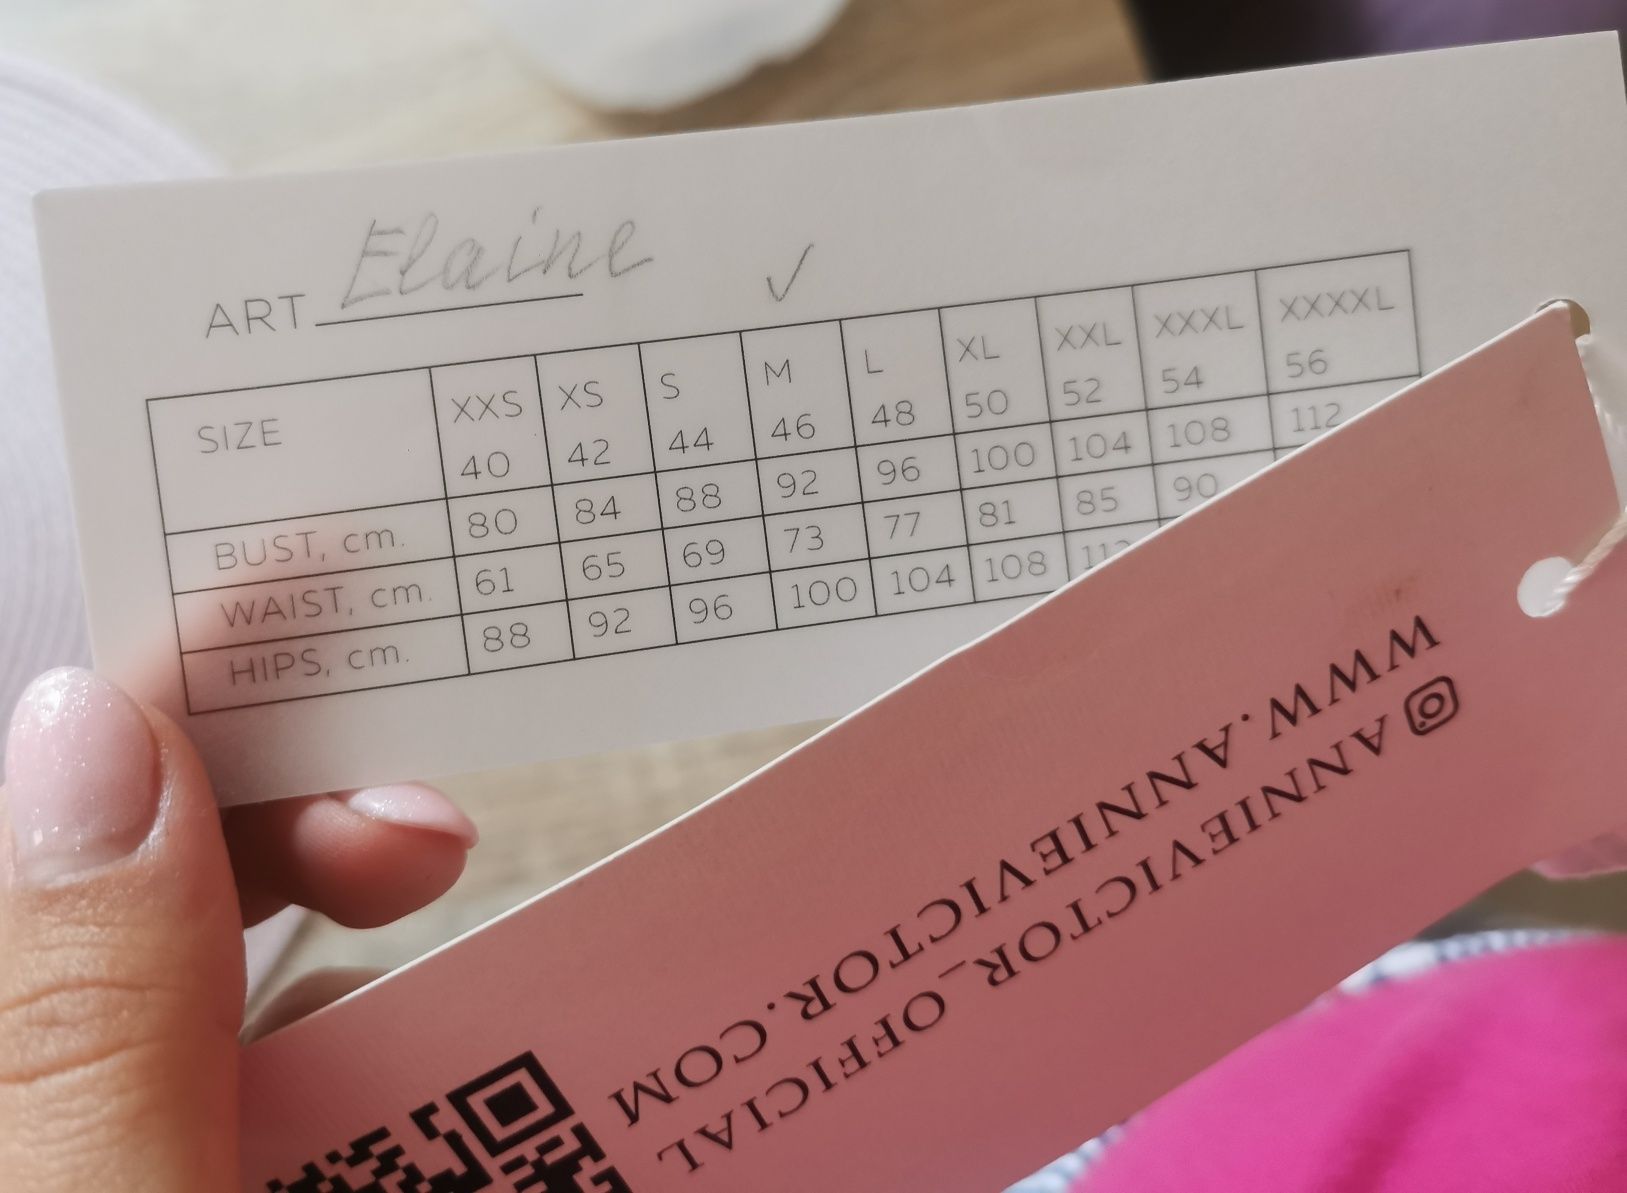 ART Elaine ✓
SIZE XXS XS S M L XL XXL XXXL XXXXL
40 42 44 46 48 50 52 54 56
BUST, cm. 80 84 88 92 96 100 104 108 112
WAIST, cm. 61 65 69 73 77 81 85 90
HIPS, cm. 88 92 96 100 104 108
WWW.ANNIEVICTOR.COM
ANNIEVICTOR_OFFICIAL